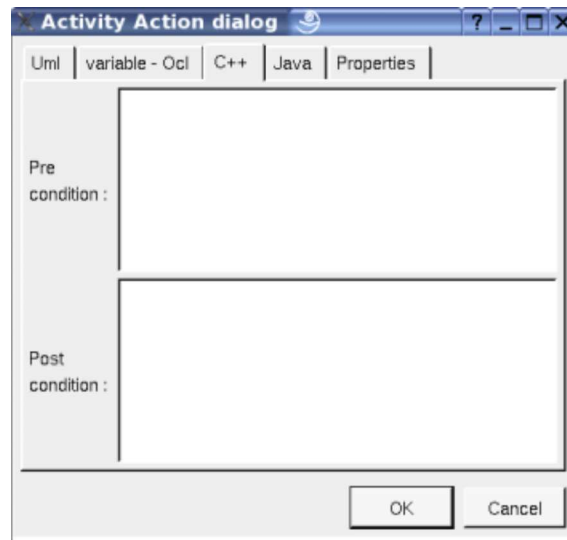 Activity Action dialog
Uml variable - Ocl C++ Java Properties
Pre
condition :
Post
condition :
OK Cancel